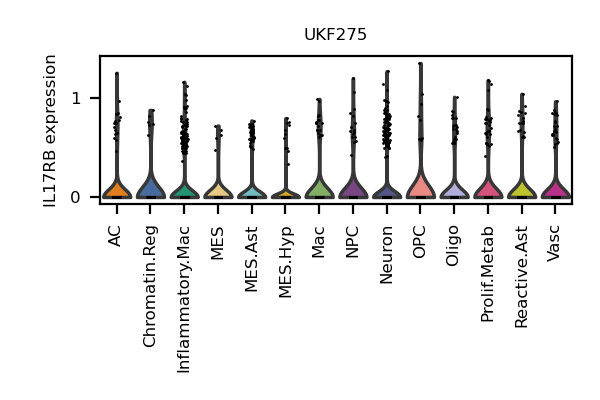 UKF275
IL17RB expression
1
0
AC
Chromatin.Reg
Inflammatory.Mac
MES
MES.Ast
MES.Hyp
Mac
NPC
Neuron
OPC
Oligo
Prolif.Metab
Reactive.Ast
Vasc